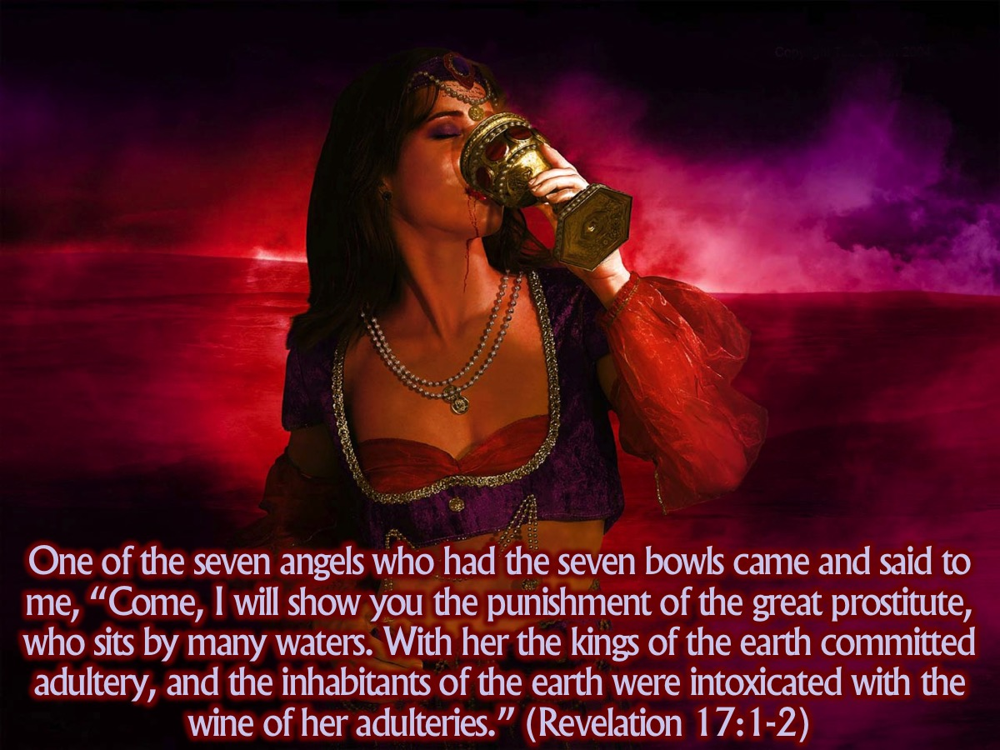 One of the seven angels who had the seven bowls came and said to
me, “Come, I will show you the punishment of the great prostitute,
who sits by many waters. With her the kings of the earth committed
adultery, and the inhabitants of the earth were intoxicated with the
wine of her adulteries.” (Revelation 17:1-2)